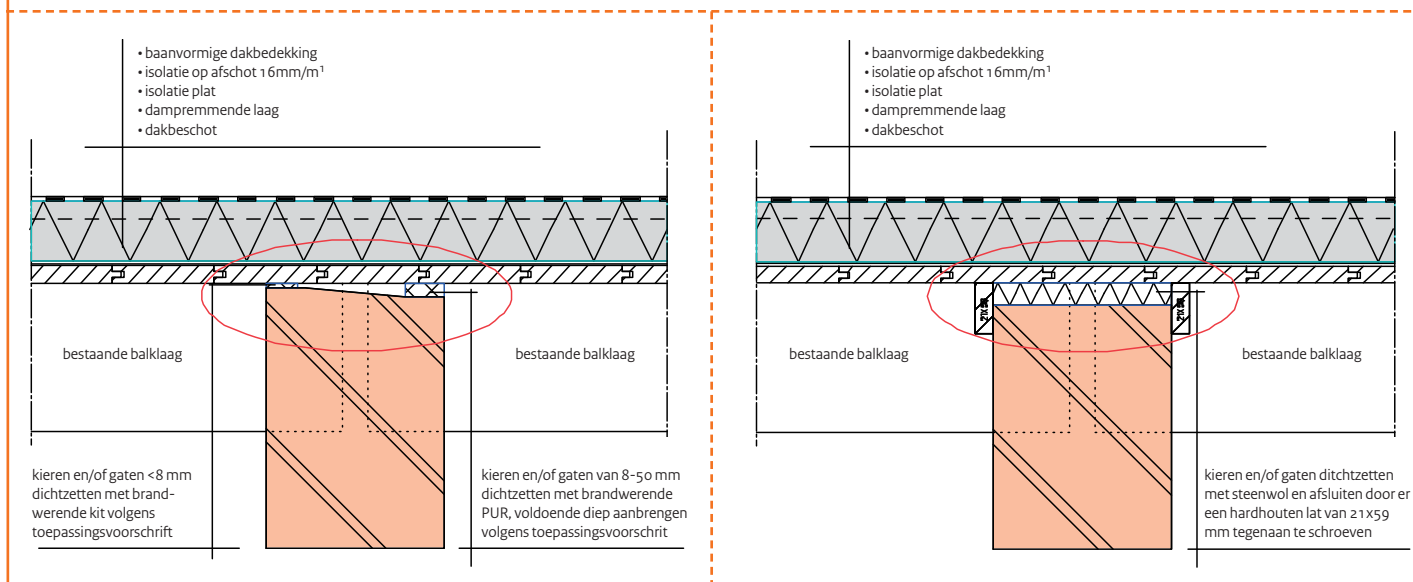 • baanvormige dakbedekking
• isolatie op afschot 16mm/m¹
• isolatie plat
• dampremmende laag
• dakbeschot
bestaande balklaag
bestaande balklaag
kieren en/of gaten <8 mm
dichtzetten met brand-
werende kit volgens
toepassingsvoorschrift
kieren en/of gaten van 8-50 mm
dichtzetten met brandwerende
PUR, voldoende diep aanbrengen
volgens toepassingsvoorschrit
• baanvormige dakbedekking
• isolatie op afschot 16mm/m¹
• isolatie plat
• dampremmende laag
• dakbeschot
21X59
21X59
bestaande balklaag
bestaande balklaag
kieren en/of gaten ditchtzetten
met steenwol en afsluiten door er
een hardhouten lat van 21x59
mm tegenaan te schroeven